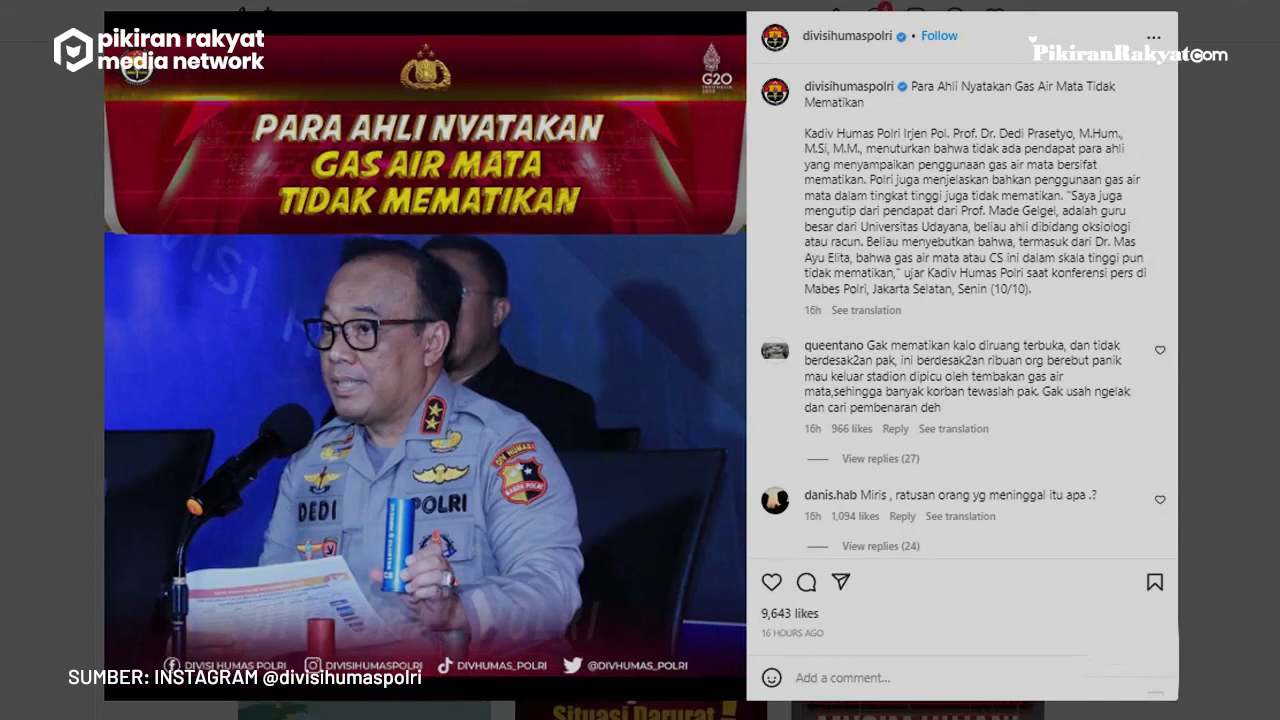 pikiran rakyat
media network
PikiranRakyat.com
G20
INDONESIA
2022
PARA AHLI NYATAKAN
GAS AIR MATA
TIDAK MEMATIKAN
DIV HUMAS
DEDI
POLRI
DIVISI HUMAS POLRI
DIVISIHUMASPOLRI
DIVHUMAS_POLRI
@DIVHUMAS_POLRI
SUMBER: INSTAGRAM @divisihumaspolri
divisihumaspolri • Follow
divisihumaspolri Para Ahli Nyatakan Gas Air Mata Tidak
Mematikan
Kadiv Humas Polri Irjen Pol. Prof. Dr. Dedi Prasetyo, M.Hum.,
M.Si, M.M., menuturkan bahwa tidak ada pendapat para ahli
yang menyampaikan penggunaan gas air mata bersifat
mematikan. Polri juga menjelaskan bahkan penggunaan gas air
mata dalam tingkat tinggi juga tidak mematikan. "Saya juga
mengutip dari pendapat dari Prof. Made Gelgel, adalah guru
besar dari Universitas Udayana, beliau ahli dibidang oksiologi
atau racun. Beliau menyebutkan bahwa, termasuk dari Dr. Mas
Ayu Elita, bahwa gas air mata atau CS ini dalam skala tinggi pun
tidak mematikan," ujar Kadiv Humas Polri saat konferensi pers di
Mabes Polri, Jakarta Selatan, Senin (10/10).
16h See translation
queentano Gak mematikan kalo diruang terbuka, dan tidak
berdesak2an pak, ini berdesak2an ribuan org berebut panik
mau keluar stadion dipicu oleh tembakan gas air
mata,sehingga banyak korban tewaslah pak. Gak usah ngelak
dan cari pembenaran deh
16h 966 likes Reply See translation
View replies (27)
danis.hab Miris , ratusan orang yg meninggal itu apa .?
16h 1,094 likes Reply See translation
View replies (24)
9,643 likes
16 HOURS AGO
Add a comment...
Situasi Darurat !